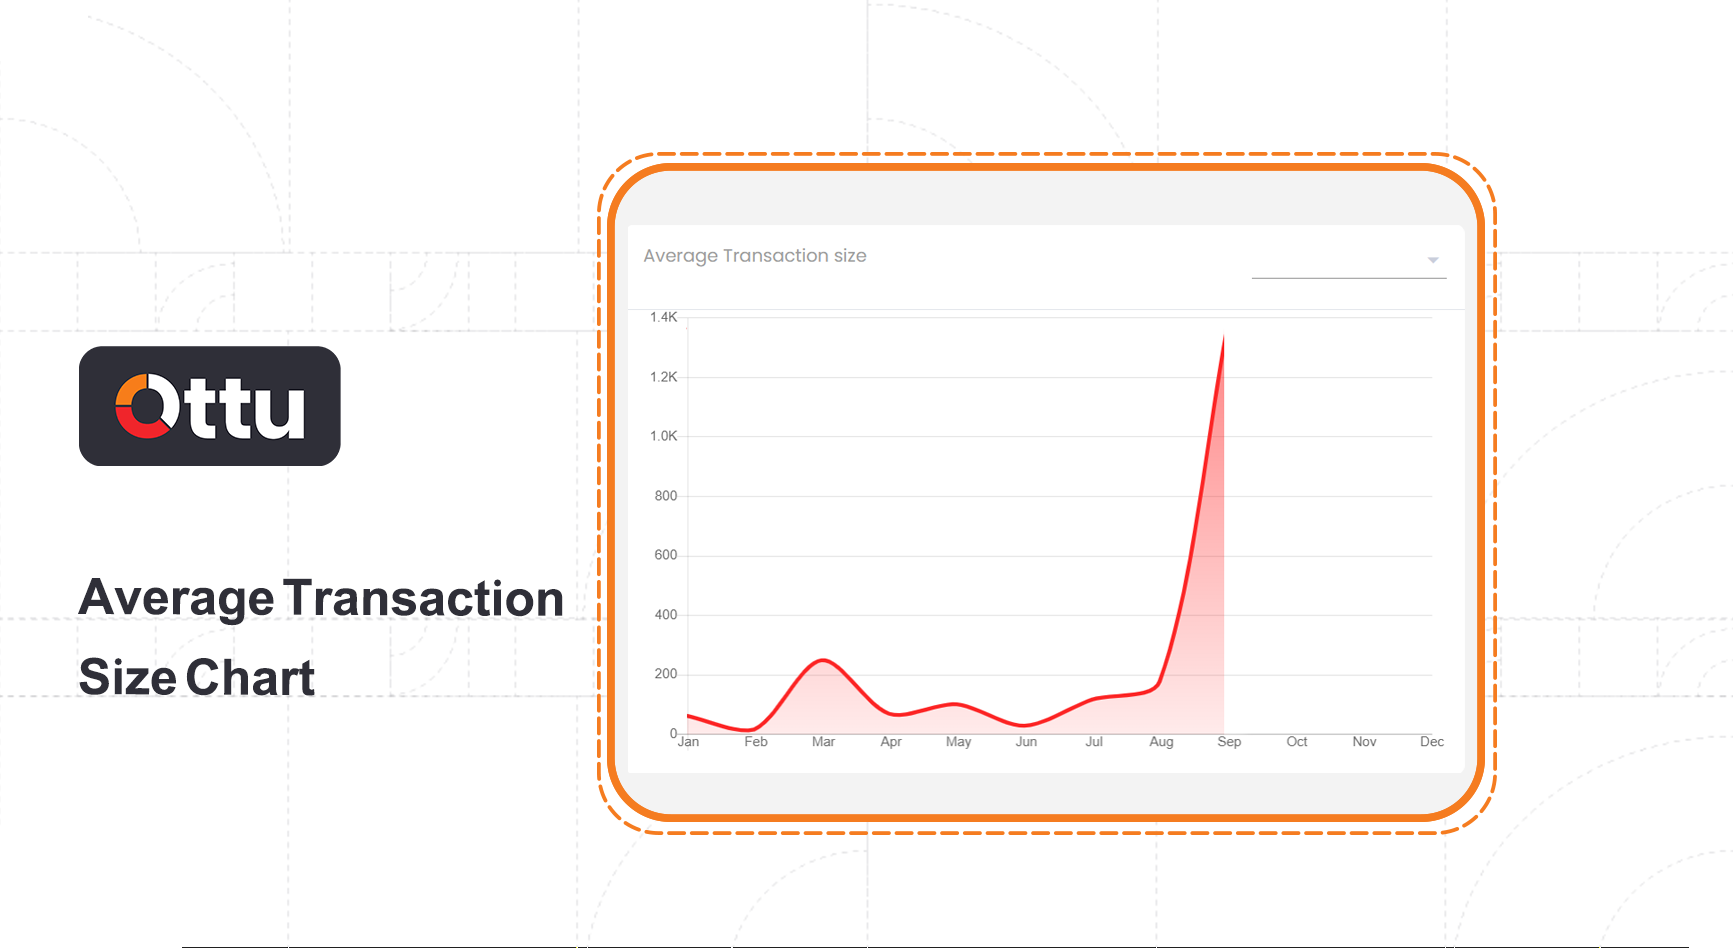 Ottu
Average Transaction
Size Chart
Average Transaction size
1.4K
1.2K
1.0K
800
600
400
200
0
Jan Feb Mar Apr May Jun Jul Aug Sep Oct Nov Dec